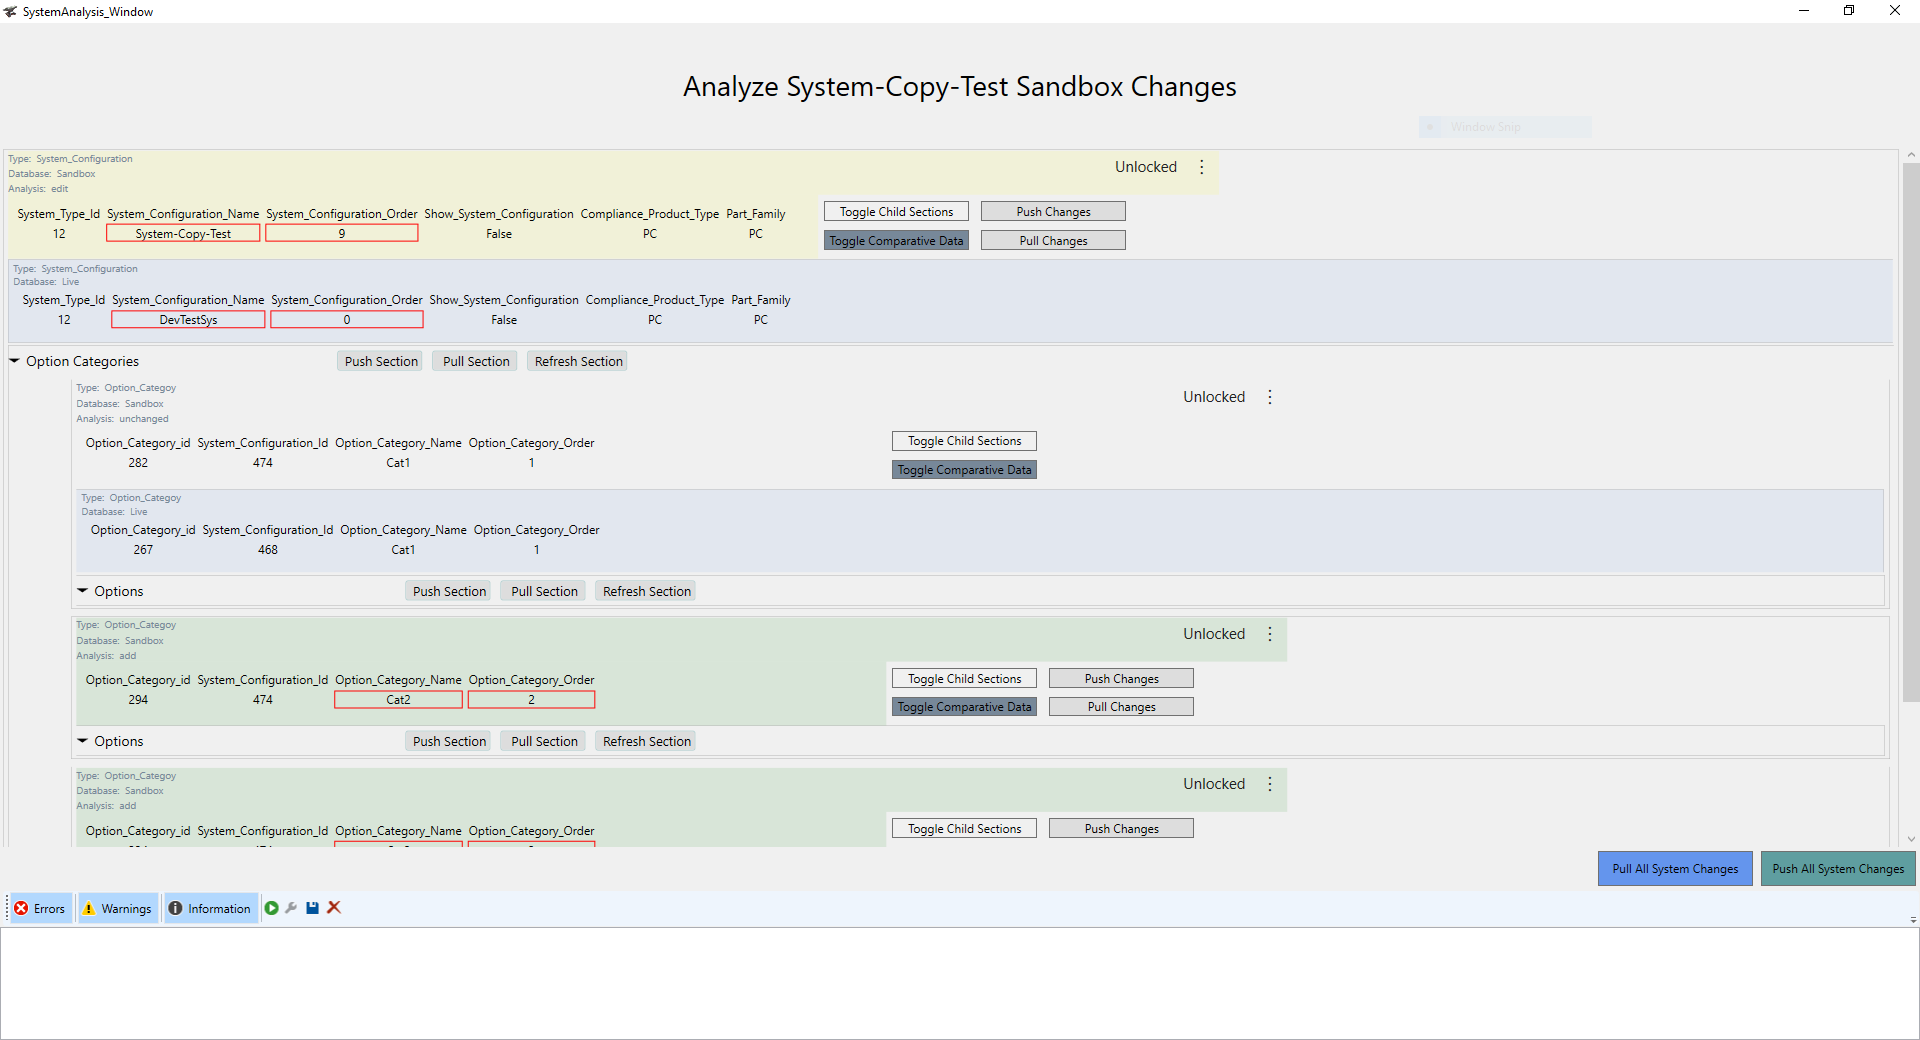 SystemAnalysis_Window
Analyze System-Copy-Test Sandbox Changes
Window Snip
Type: System_Configuration
Database: Sandbox
Analysis: edit
Unlocked
System_Type_Id System_Configuration_Name System_Configuration_Order Show_System_Configuration Compliance_Product_Type Part_Family
12 System-Copy-Test 9 False PC PC
Toggle Child Sections Push Changes
Toggle Comparative Data Pull Changes
Type: System_Configuration
Database: Live
System_Type_Id System_Configuration_Name System_Configuration_Order Show_System_Configuration Compliance_Product_Type Part_Family
12 DevTestSys 0 False PC PC
Option Categories Push Section Pull Section Refresh Section
Type: Option_Categoy
Database: Sandbox
Analysis: unchanged
Unlocked
Option_Category_id System_Configuration_Id Option_Category_Name Option_Category_Order
282 474 Cat1 1
Toggle Child Sections
Toggle Comparative Data
Type: Option_Categoy
Database: Live
Option_Category_id System_Configuration_Id Option_Category_Name Option_Category_Order
267 468 Cat1 1
Options Push Section Pull Section Refresh Section
Type: Option_Categoy
Database: Sandbox
Analysis: add
Unlocked
Option_Category_id System_Configuration_Id Option_Category_Name Option_Category_Order
294 474 Cat2 2
Toggle Child Sections Push Changes
Toggle Comparative Data Pull Changes
Options Push Section Pull Section Refresh Section
Type: Option_Categoy
Database: Sandbox
Analysis: add
Unlocked
Option_Category_id System_Configuration_Id Option_Category_Name Option_Category_Order
Toggle Child Sections Push Changes
Pull All System Changes Push All System Changes
Errors Warnings Information